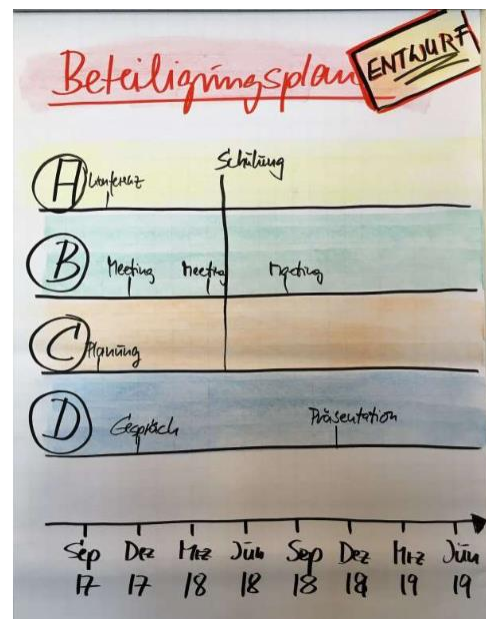 Beteiligungsplan
ENTWURF
Schulung
A Konferenz
B Meeting Meeting Meeting
C Planung
D Gespräch Präsentation
Sep Dez Mrz Jun Sep Dez Mrz Jun
17 17 18 18 18 18 19 19